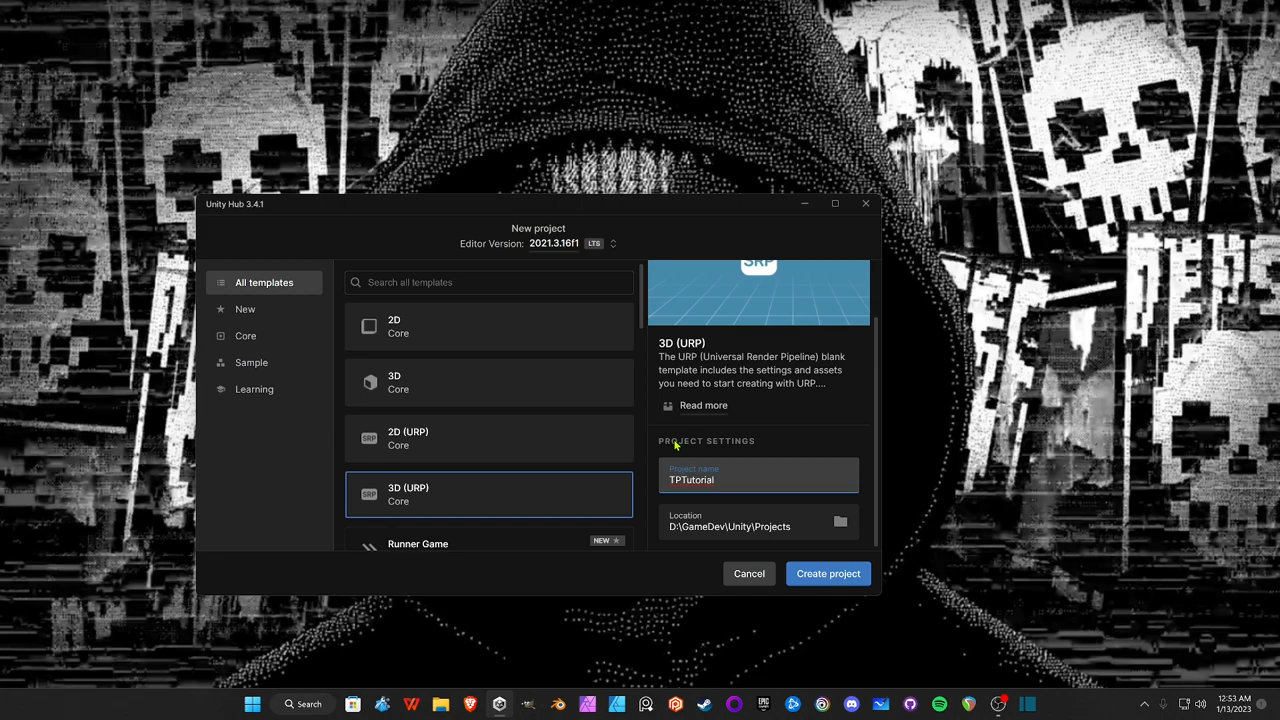 Unity Hub 3.4.1
New project
Editor Version: 2021.3.16f1 LTS
All templates
New
Core
Sample
Learning
Search all templates
2D
Core
3D
Core
SRP
2D (URP)
Core
SRP
3D (URP)
Core
Runner Game
NEW
SRP
3D (URP)
The URP (Universal Render Pipeline) blank
template includes the settings and assets
you need to start creating with URP....
Read more
PROJECT SETTINGS
Project name
TPTutorial
Location
D:\GameDev\Unity\Projects
Cancel
Create project
Search
12:53 AM
1/13/2023